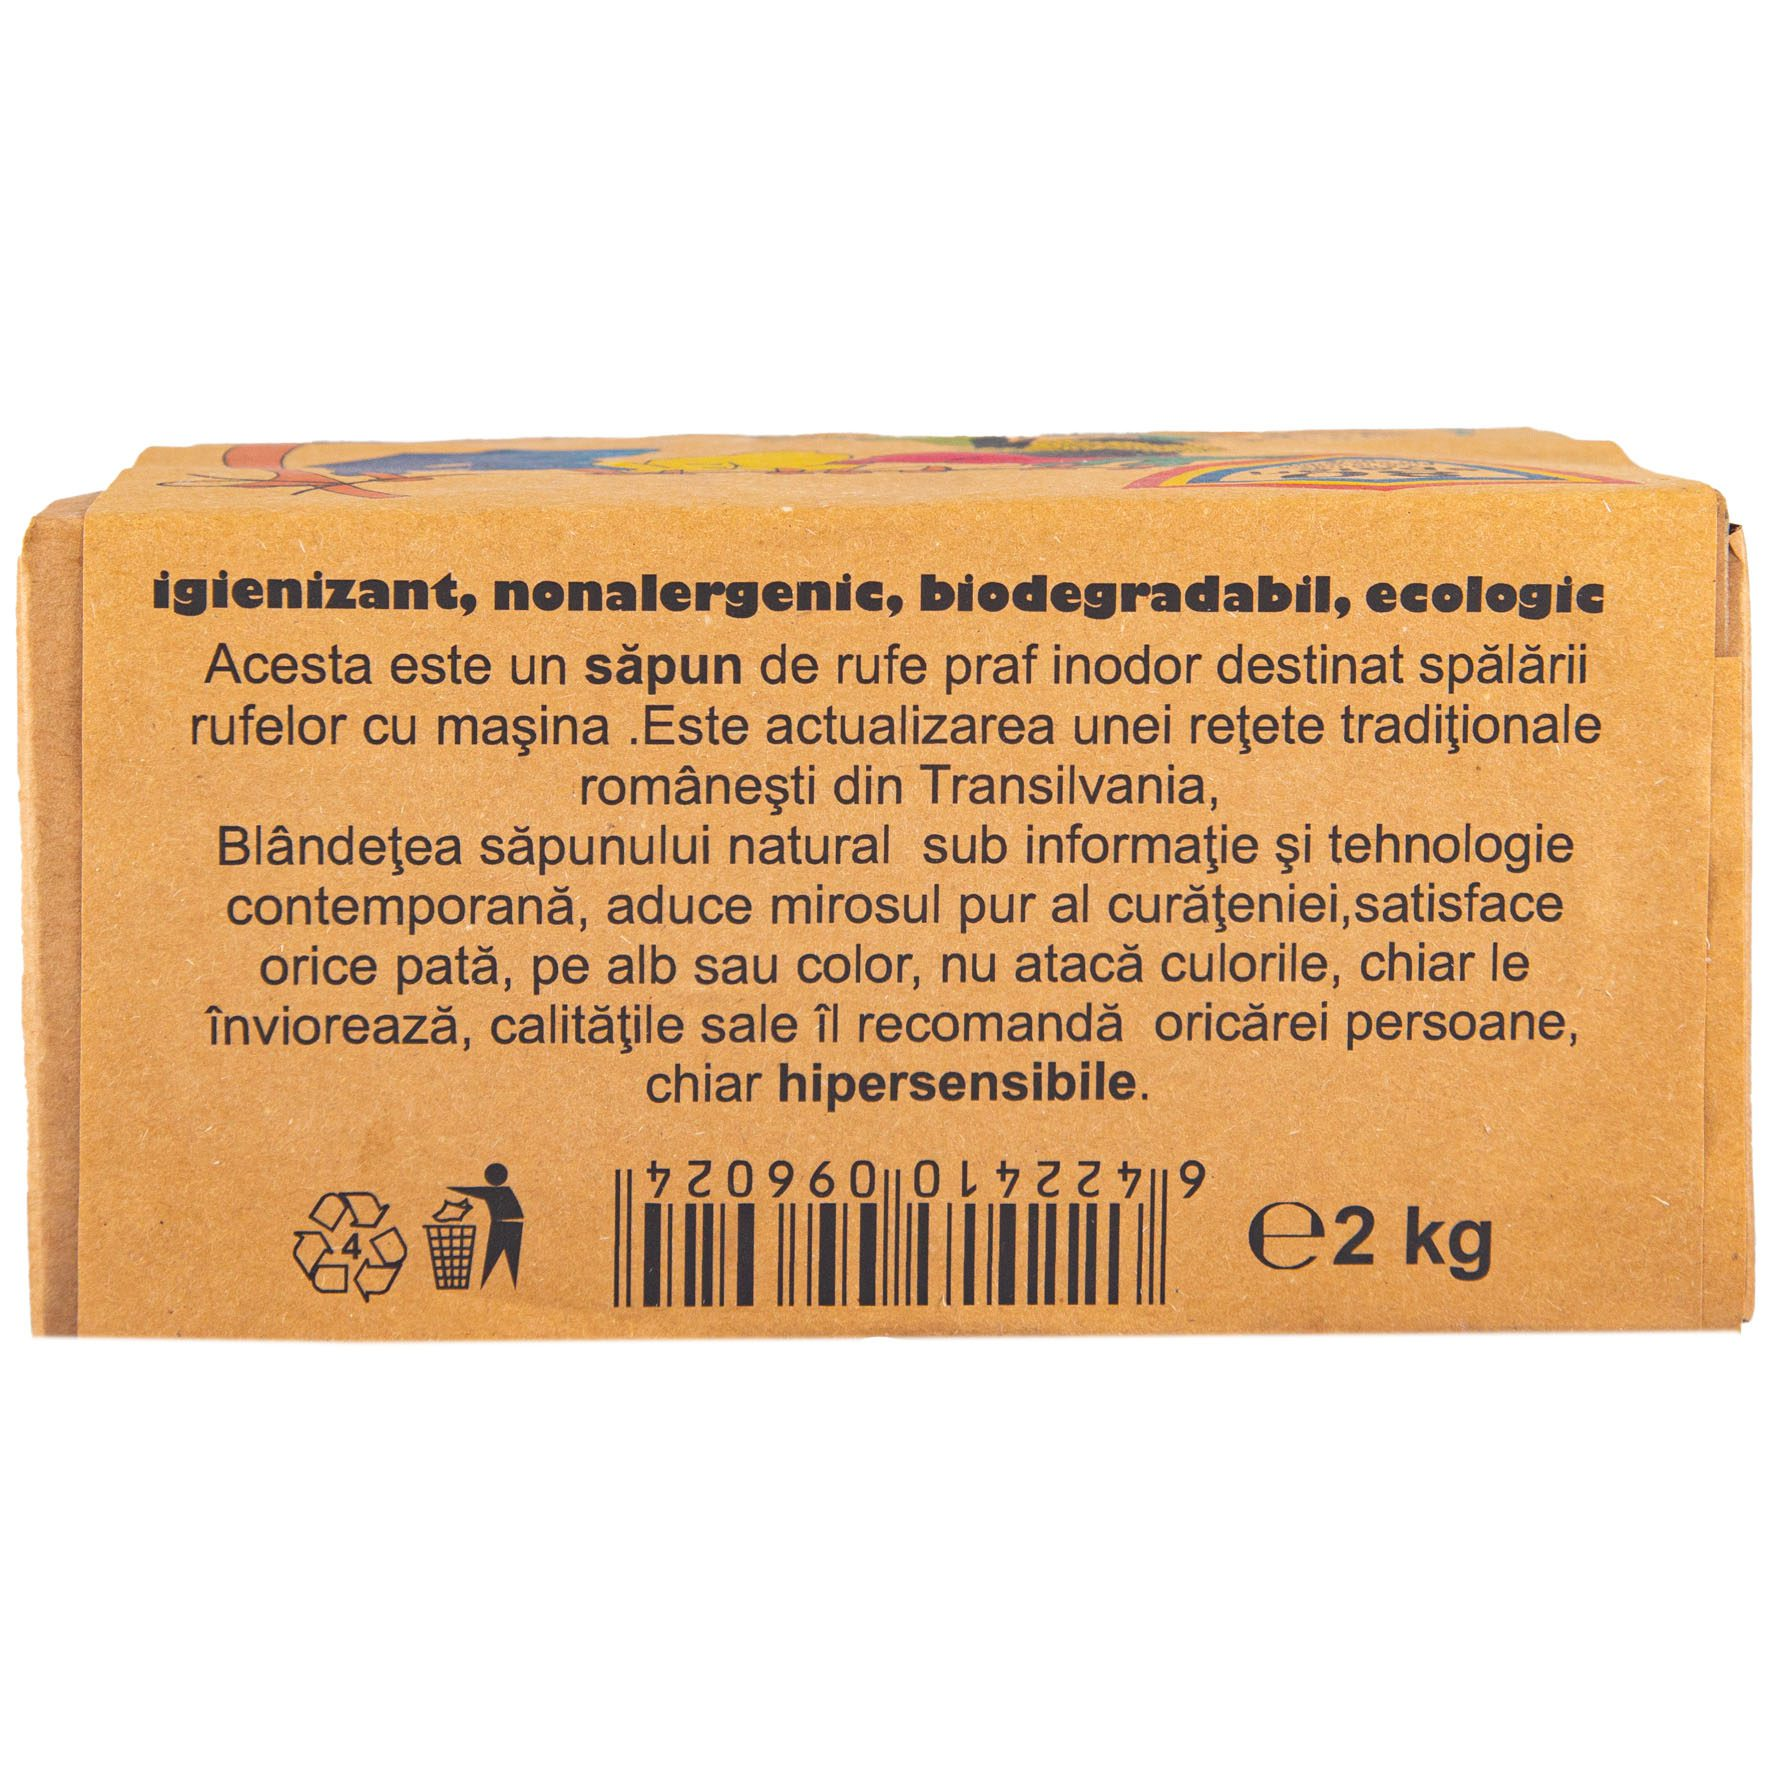 igienizant, nonalergenic, biodegradabil, ecologic
Acesta este un săpun de rufe praf inodor destinat spălării
rufelor cu maşina .Este actualizarea unei reţete tradiţionale
româneşti din Transilvania,
Blândeţea săpunului natural sub informaţie şi tehnologie
contemporană, aduce mirosul pur al curăţeniei,satisface
orice pată, pe alb sau color, nu atacă culorile, chiar le
înviorează, calităţile sale îl recomandă oricărei persoane,
chiar hipersensibile.
4
6 422410 096024
℮2 kg